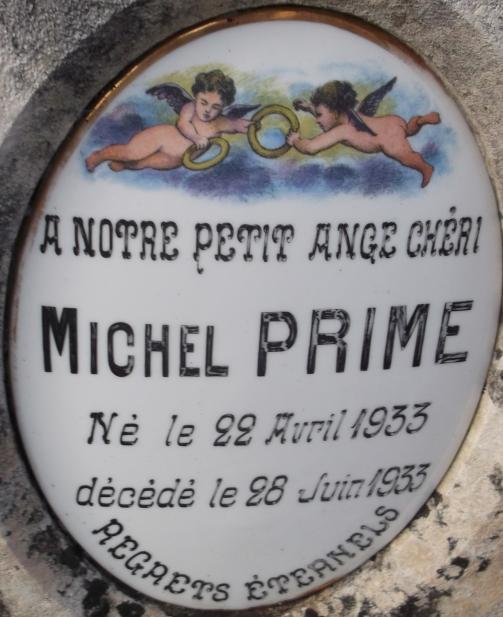 A NOTRE PETIT ANGE CHÉRI
MICHEL PRIME
Né le 22 Avril 1933
décédé le 28 Juin 1933
REGRETS ÉTERNELS